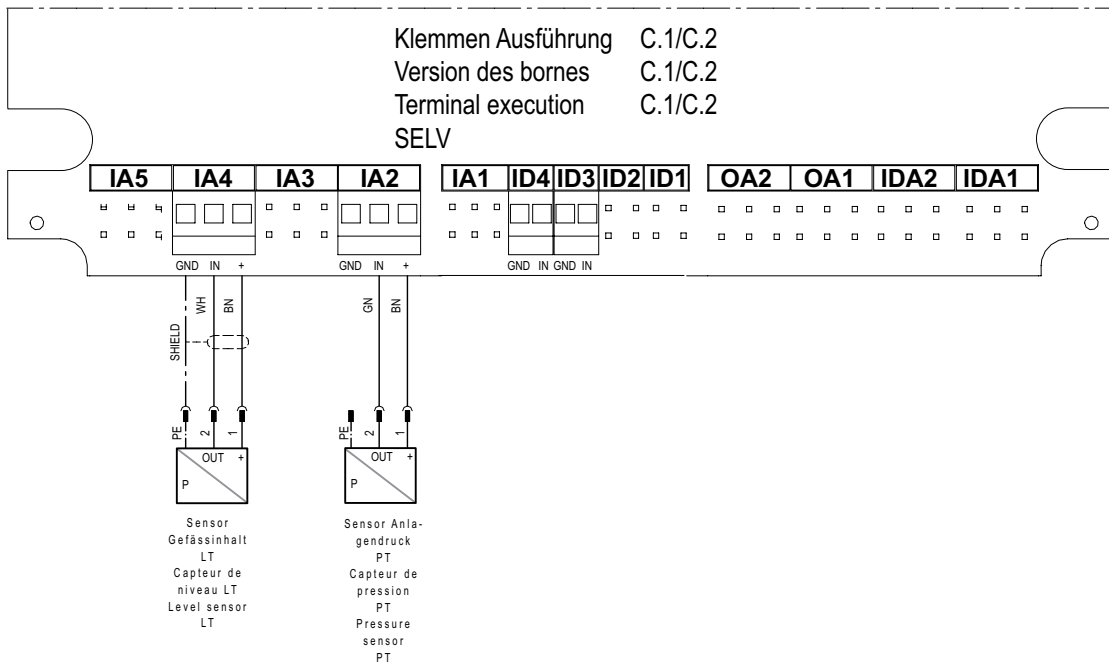 Klemmen Ausführung C.1/C.2
Version des bornes C.1/C.2
Terminal execution C.1/C.2
SELV
IA5 IA4 IA3 IA2 IA1 ID4 ID3 ID2 ID1 OA2 OA1 IDA2 IDA1
GND IN + GND IN + GND IN GND IN
SHIELD WH BN GN BN
PE 2 1 PE 2 1
OUT + OUT +
P P
Sensor
Gefässinhalt
LT
Capteur de
niveau LT
Level sensor
LT
Sensor Anla-
gendruck
PT
Capteur de
pression
PT
Pressure
sensor
PT